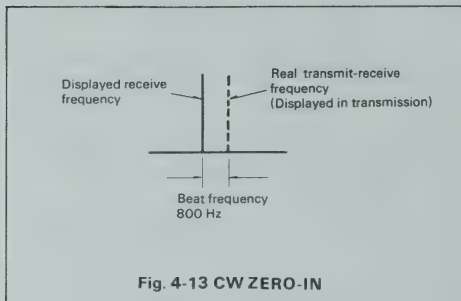 Displayed receive
frequency
Real transmit-receive
frequency
(Displayed in transmission)
Beat frequency
800 Hz
Fig. 4-13 CW ZERO-IN